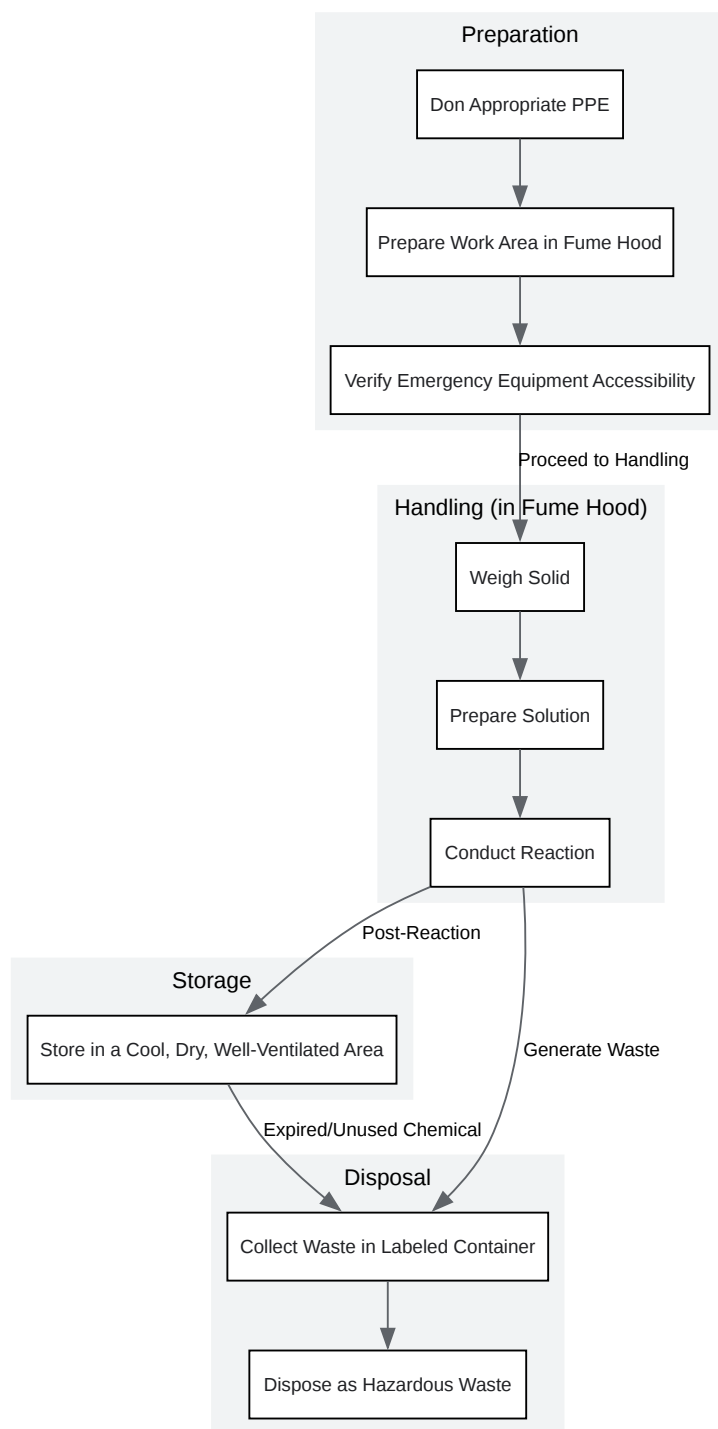 Preparation
Don Appropriate PPE
Prepare Work Area in Fume Hood
Verify Emergency Equipment Accessibility
Proceed to Handling
Handling (in Fume Hood)
Weigh Solid
Prepare Solution
Conduct Reaction
Post-Reaction
Storage
Store in a Cool, Dry, Well-Ventilated Area
Generate Waste
Expired/Unused Chemical
Disposal
Collect Waste in Labeled Container
Dispose as Hazardous Waste